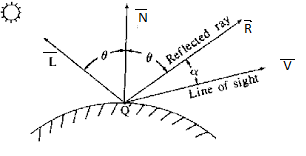 N
R
L
θ
θ
Reflected ray
α
V
Line of sight
Q